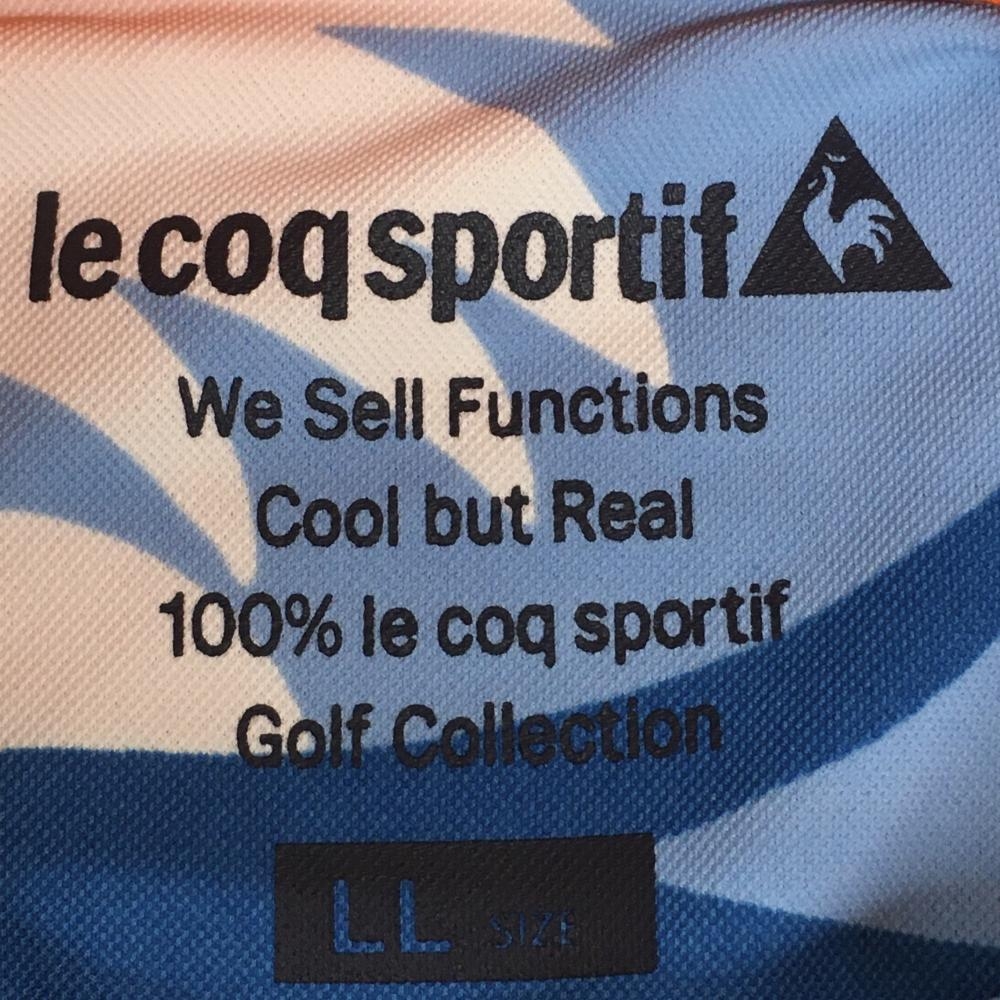 le coq sportif
We Sell Functions
Cool but Real
100% le coq sportif
Golf Collection
LL SIZE